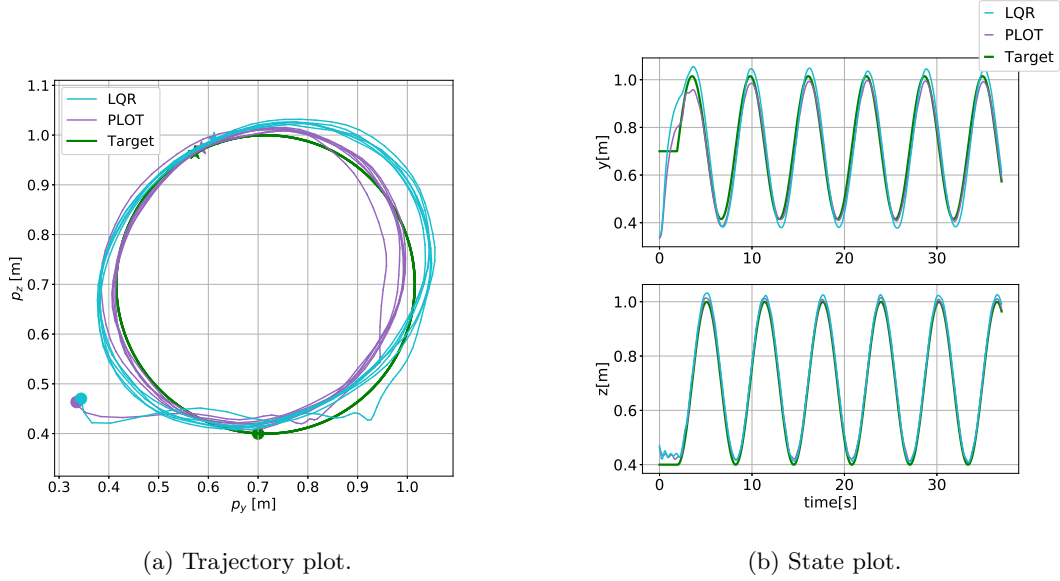 LQR
PLOT
Target
1.1
1.0
0.9
0.8
0.7
0.6
0.5
0.4
p_z [m]
0.3 0.4 0.5 0.6 0.7 0.8 0.9 1.0
p_y [m]
(a) Trajectory plot.
LQR
PLOT
Target
1.0
0.8
0.6
0.4
y[m]
0 10 20 30
1.0
0.8
0.6
0.4
z[m]
0 10 20 30
time[s]
(b) State plot.